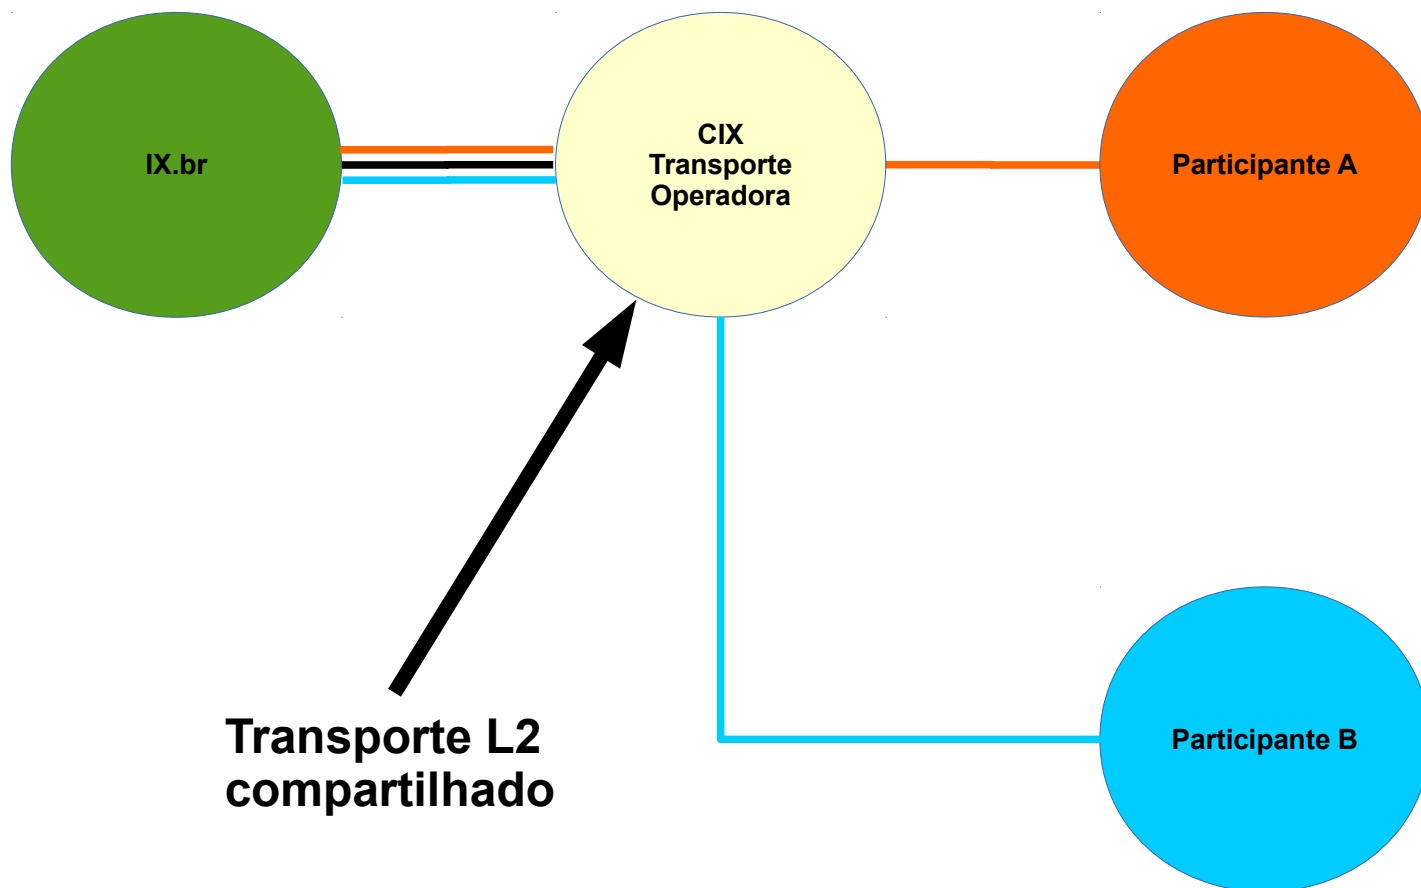 IX.br
CIX
Transporte
Operadora
Participante A
Transporte L2
compartilhado
Participante B